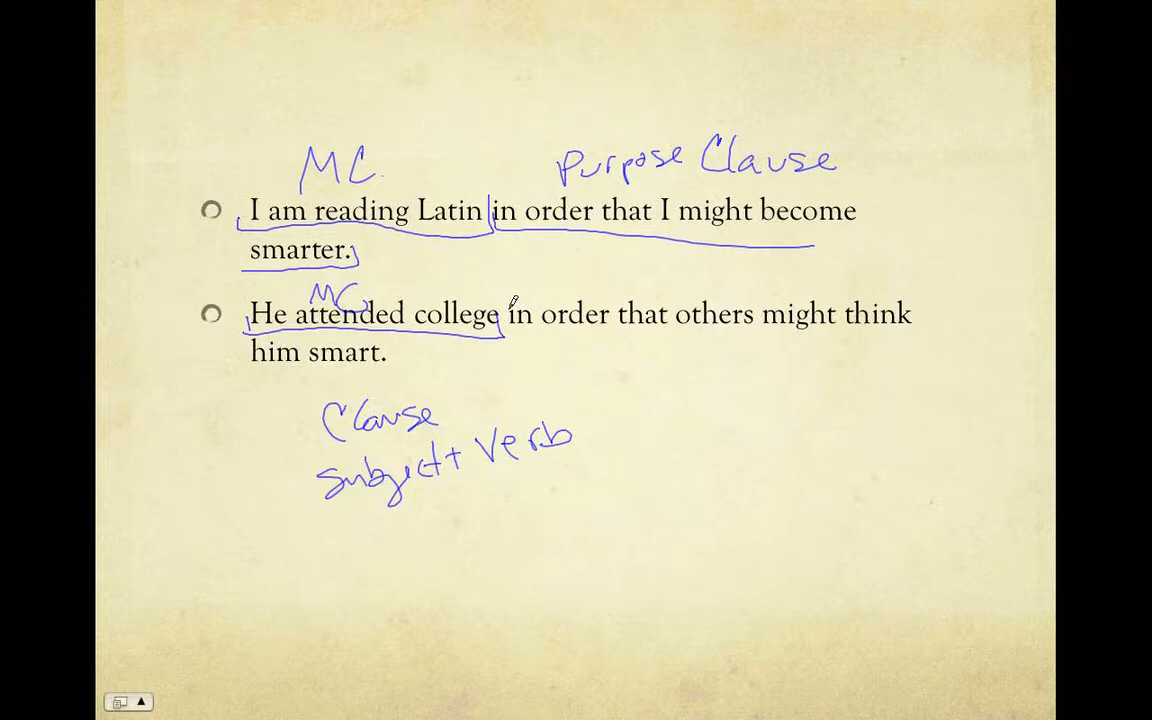 MC. Purpose Clause
I am reading Latin in order that I might become
smarter.
MC
He attended college in order that others might think
him smart.
Clause
Subject + Verb